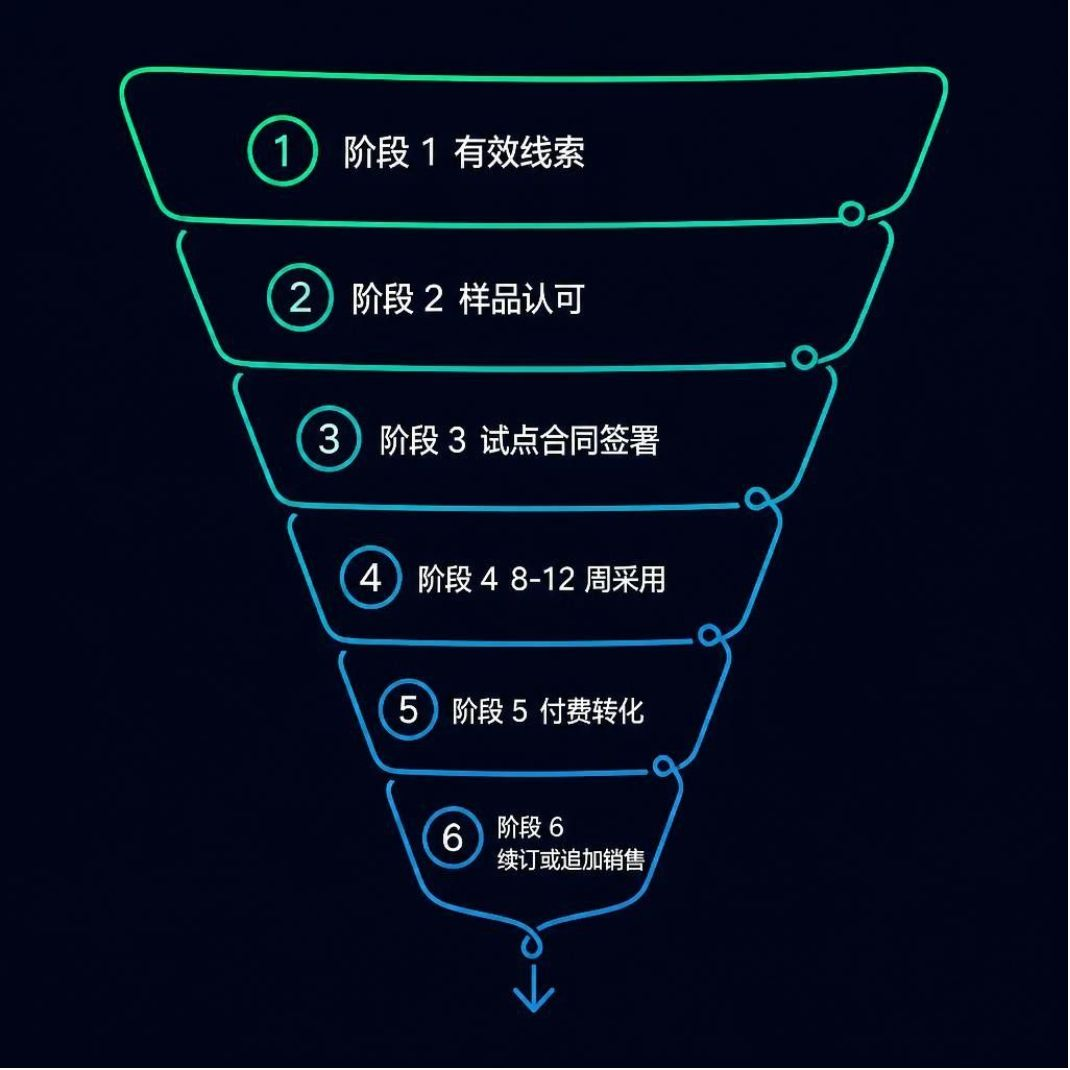 1 阶段 1 有效线索
2 阶段 2 样品认可
3 阶段 3 试点合同签署
4 阶段 4 8-12 周采用
5 阶段 5 付费转化
6 阶段 6
续订或追加销售